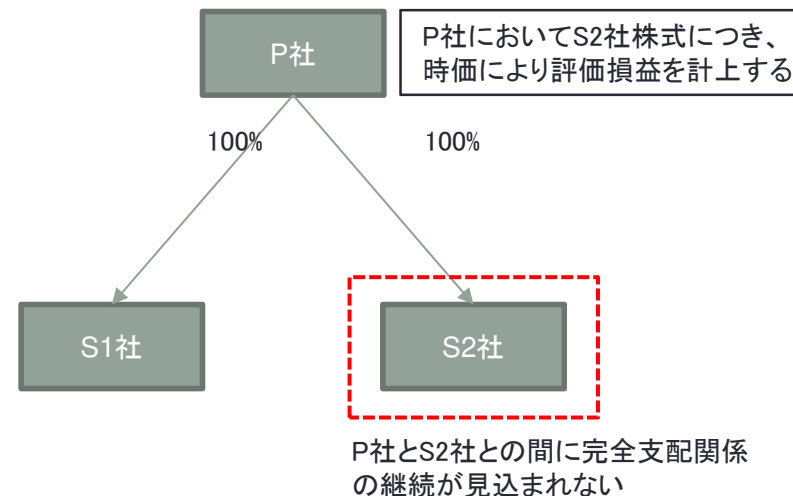 P社
P社においてS2社株式につき、
時価により評価損益を計上する
100%
100%
S1社
S2社
P社とS2社との間に完全支配関係
の継続が見込まれない